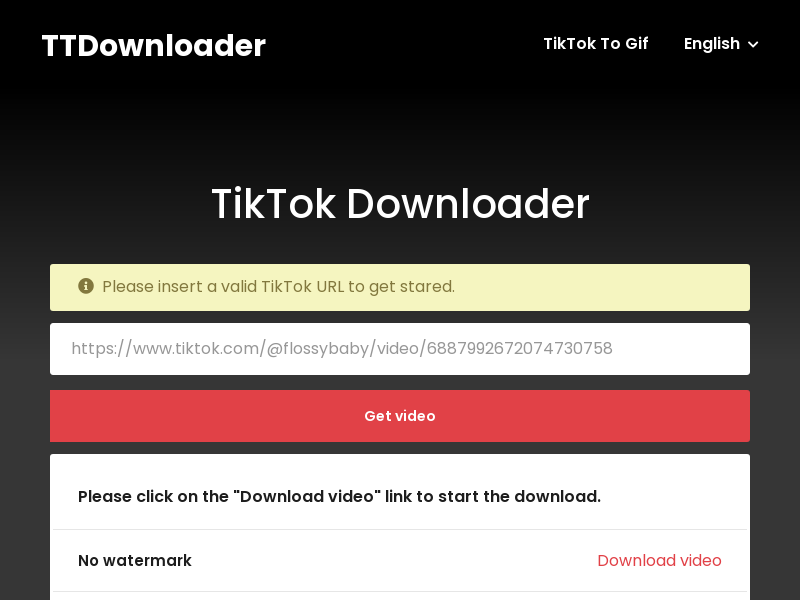 TTDownloader
TikTok To Gif
English
TikTok Downloader
Please insert a valid TikTok URL to get stared.
https://www.tiktok.com/@flossybaby/video/6887992672074730758
Get video
Please click on the "Download video" link to start the download.
No watermark
Download video